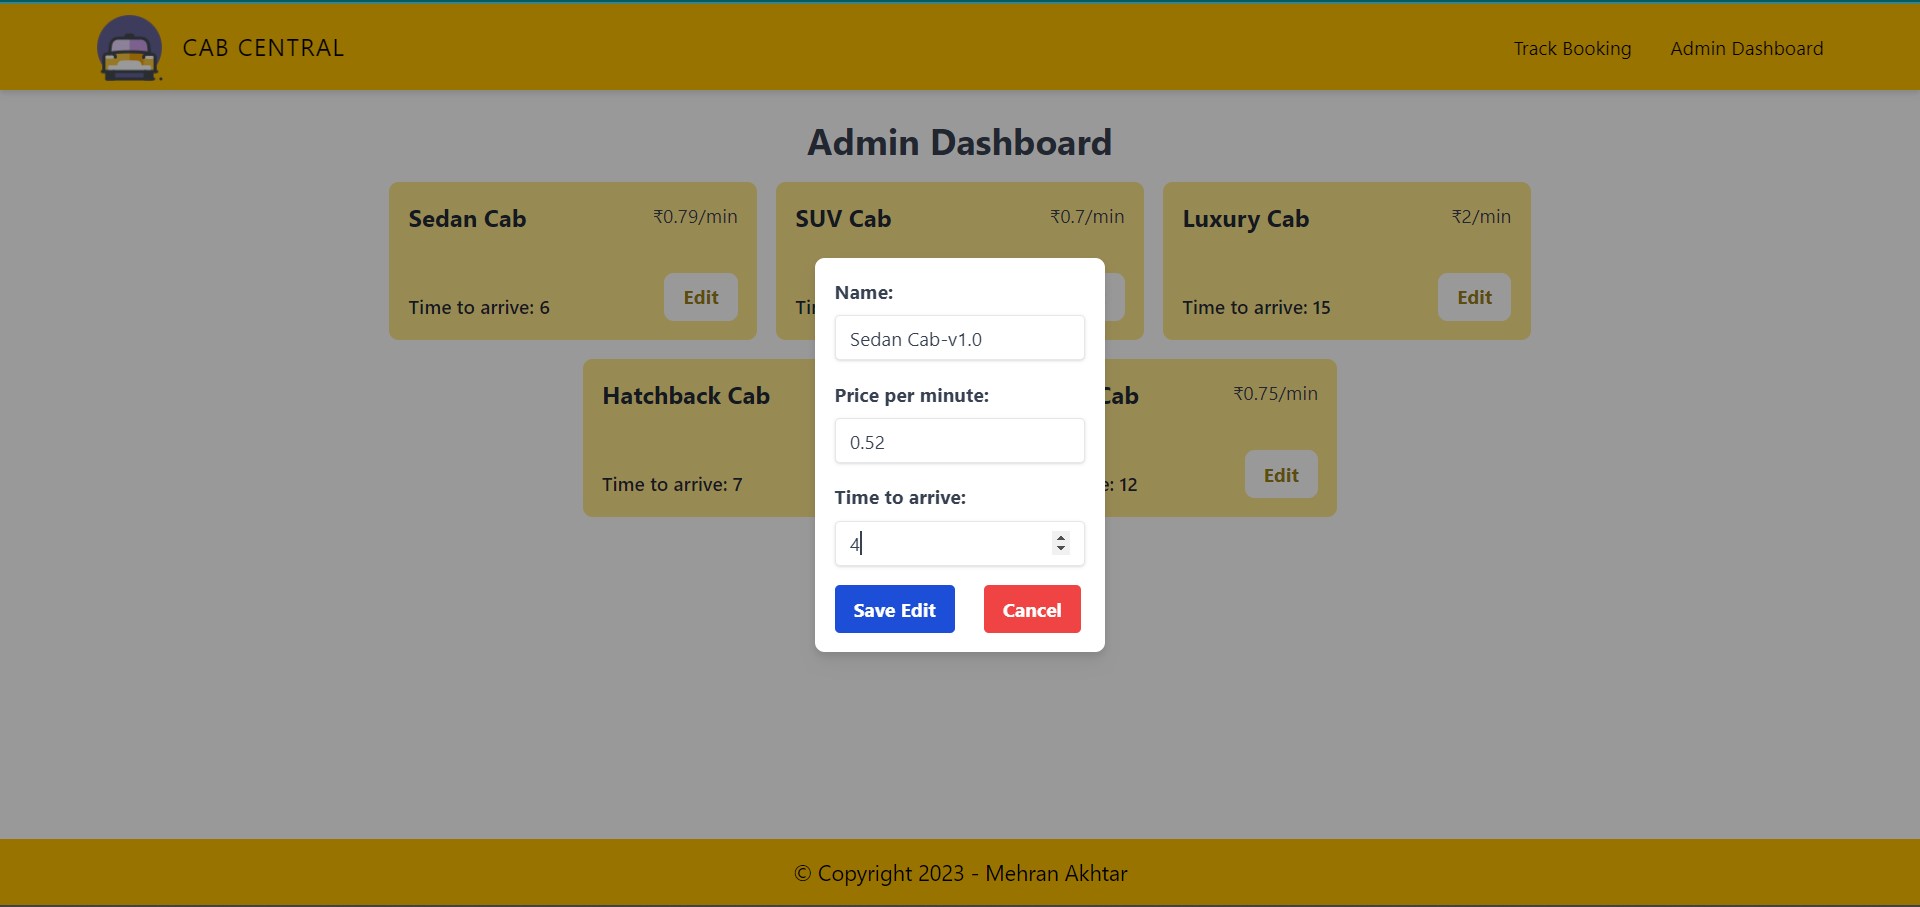 CAB CENTRAL
Track Booking
Admin Dashboard
Admin Dashboard
Sedan Cab
₹0.79/min
Time to arrive: 6
Edit
SUV Cab
₹0.7/min
Luxury Cab
₹2/min
Time to arrive: 15
Edit
Hatchback Cab
Time to arrive: 7
Cab
₹0.75/min
12
Edit
Name:
Sedan Cab-v1.0
Price per minute:
0.52
Time to arrive:
4
Save Edit
Cancel
© Copyright 2023 - Mehran Akhtar